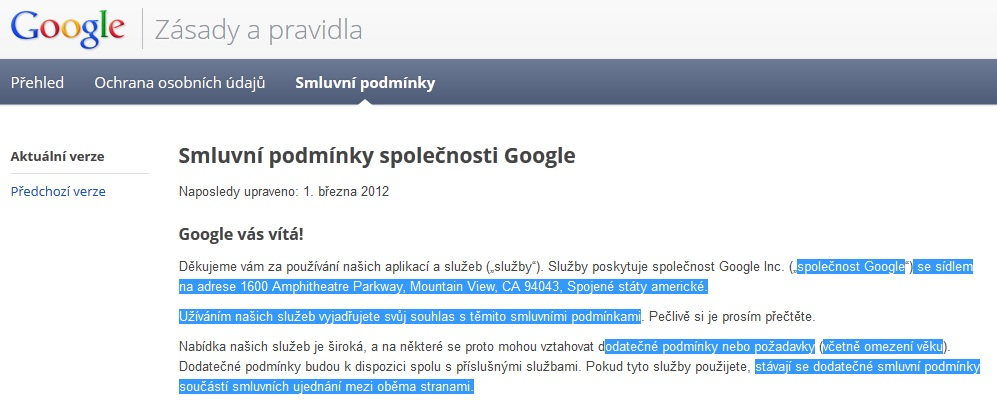 Google Zásady a pravidla
Přehled Ochrana osobních údajů Smluvní podmínky
Aktuální verze
Předchozí verze
Smluvní podmínky společnosti Google
Naposledy upraveno: 1. března 2012
Google vás vítá!
Děkujeme vám za používání našich aplikací a služeb („služby“). Služby poskytuje společnost Google Inc. („společnost Google“) se sídlem
na adrese 1600 Amphitheatre Parkway, Mountain View, CA 94043, Spojené státy americké.
Užíváním našich služeb vyjadřujete svůj souhlas s těmito smluvními podmínkami. Pečlivě si je prosím přečtěte.
Nabídka našich služeb je široká, a na některé se proto mohou vztahovat dodatečné podmínky nebo požadavky (včetně omezení věku).
Dodatečné podmínky budou k dispozici spolu s příslušnými službami. Pokud tyto služby použijete, stávají se dodatečné smluvní podmínky
součástí smluvních ujednání mezi oběma stranami.